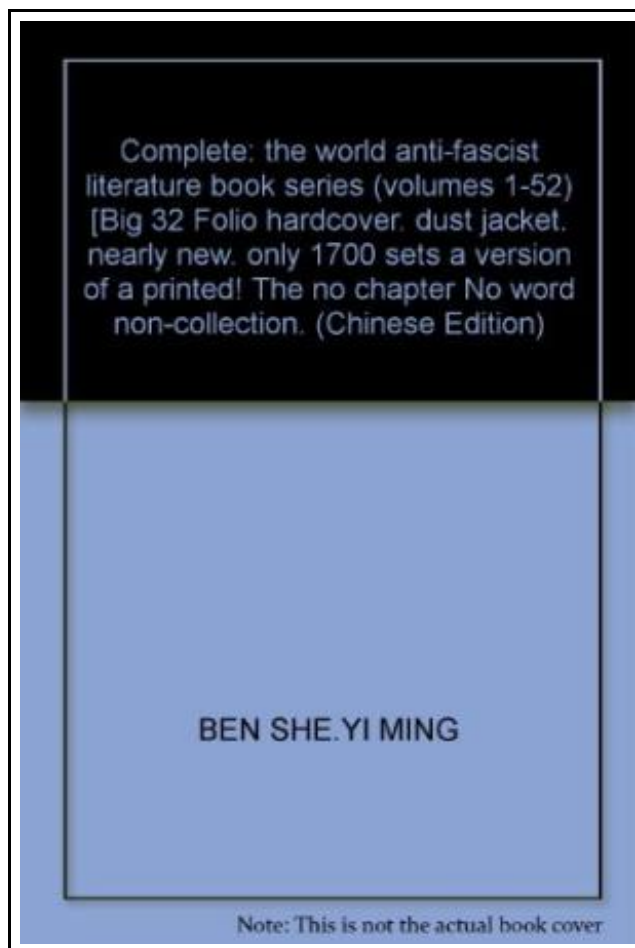 Complete: the world anti-fascist
literature book series (volumes 1-52)
[Big 32 Folio hardcover. dust jacket.
nearly new. only 1700 sets a version
of a printed! The no chapter No word
non-collection. (Chinese Edition)
BEN SHE.YI MING
Note: This is not the actual book cover